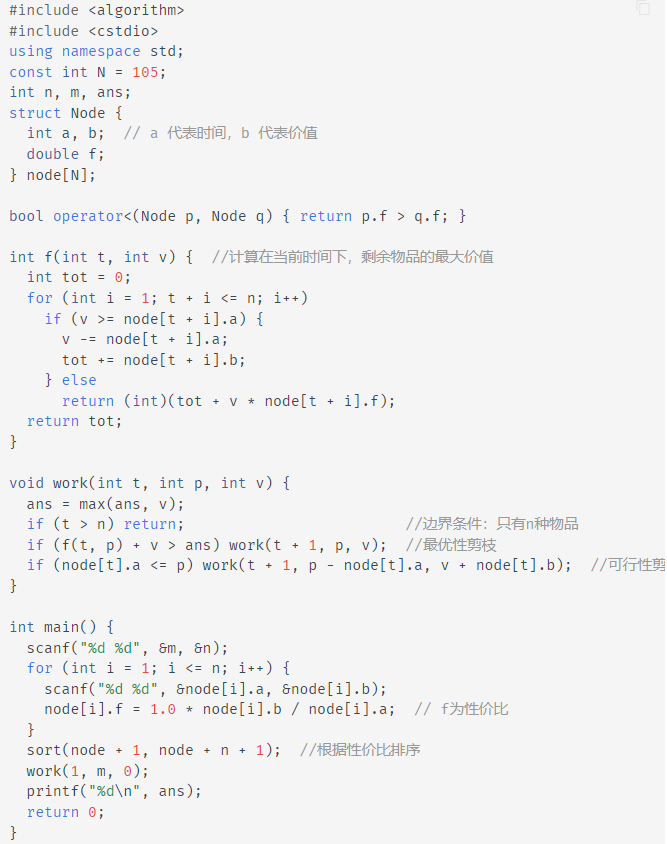 #include <algorithm>
#include <cstdio>
using namespace std;
const int N = 105;
int n, m, ans;
struct Node {
  int a, b;  // a 代表时间，b 代表价值
  double f;
} node[N];

bool operator<(Node p, Node q) { return p.f > q.f; }

int f(int t, int v) {  //计算在当前时间下，剩余物品的最大价值
  int tot = 0;
  for (int i = 1; t + i <= n; i++)
    if (v >= node[t + i].a) {
      v -= node[t + i].a;
      tot += node[t + i].b;
    } else
      return (int)(tot + v * node[t + i].f);
  return tot;
}

void work(int t, int p, int v) {
  ans = max(ans, v);
  if (t > n) return;                         //边界条件：只有n种物品
  if (f(t, p) + v > ans) work(t + 1, p, v);  //最优性剪枝
  if (node[t].a <= p) work(t + 1, p - node[t].a, v + node[t].b);  //可行性剪
}

int main() {
  scanf("%d %d", &m, &n);
  for (int i = 1; i <= n; i++) {
    scanf("%d %d", &node[i].a, &node[i].b);
    node[i].f = 1.0 * node[i].b / node[i].a;  // f为性价比
  }
  sort(node + 1, node + n + 1);  //根据性价比排序
  work(1, m, 0);
  printf("%d\n", ans);
  return 0;
}